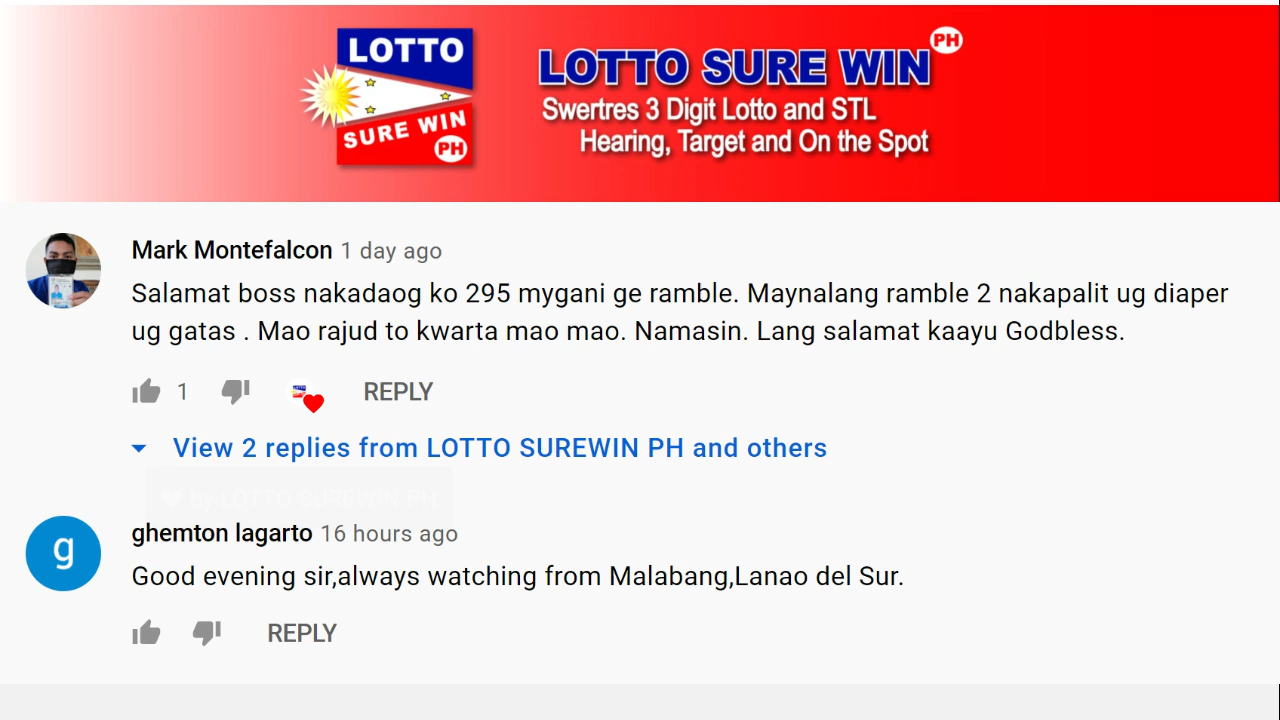 LOTTO
SURE WIN
PH
LOTTO SURE WIN PH
Swertres 3 Digit Lotto and STL
Hearing, Target and On the Spot
Mark Montefalcon 1 day ago
Salamat boss nakadaog ko 295 mygani ge ramble. Maynalang ramble 2 nakapalit ug diaper
ug gatas . Mao rajud to kwarta mao mao. Namasin. Lang salamat kaayu Godbless.
1 REPLY
View 2 replies from LOTTO SUREWIN PH and others
by LOTTO SUREWIN PH
g
ghemton lagarto 16 hours ago
Good evening sir,always watching from Malabang,Lanao del Sur.
REPLY